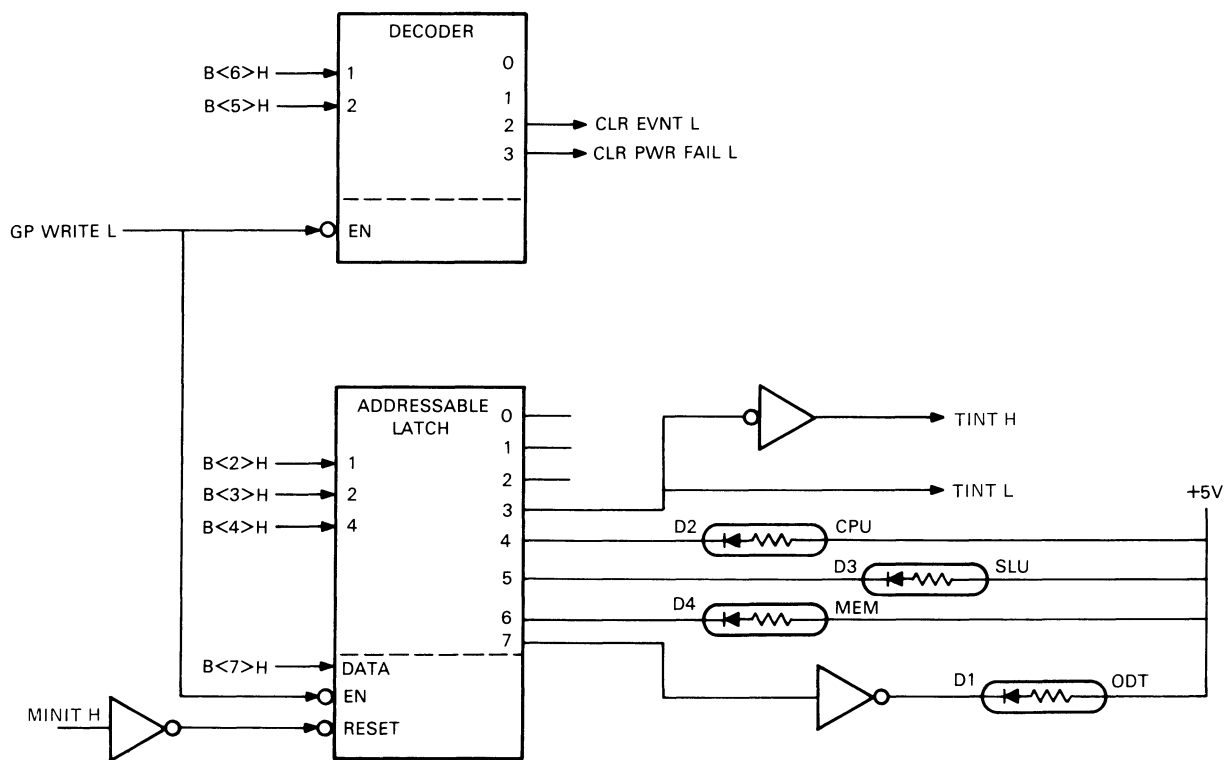 DECODER
B<6>H
1
0
B<5>H
2
1
2
CLR EVNT L
3
CLR PWR FAIL L
GP WRITE L
EN
ADDRESSABLE
LATCH
0
1
B<2>H
1
2
B<3>H
2
3
B<4>H
4
4
5
6
7
TINT H
TINT L
+5V
D2
CPU
D3
SLU
D4
MEM
B<7>H
DATA
EN
MINIT H
RESET
D1
ODT